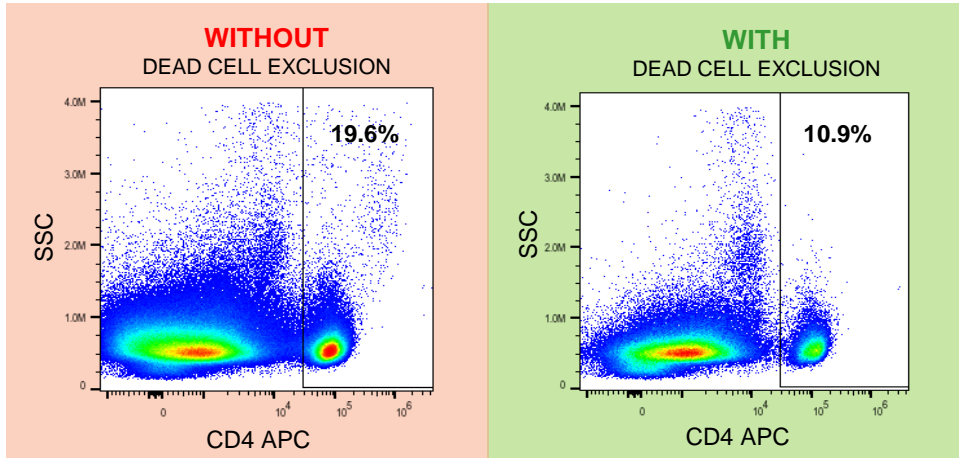 WITHOUT
DEAD CELL EXCLUSION
19.6%
SSC
4.0M
3.0M
2.0M
1.0M
0
0
10^4
10^5
10^6
CD4 APC
WITH
DEAD CELL EXCLUSION
10.9%
SSC
4.0M
3.0M
2.0M
1.0M
0
0
10^4
10^5
10^6
CD4 APC